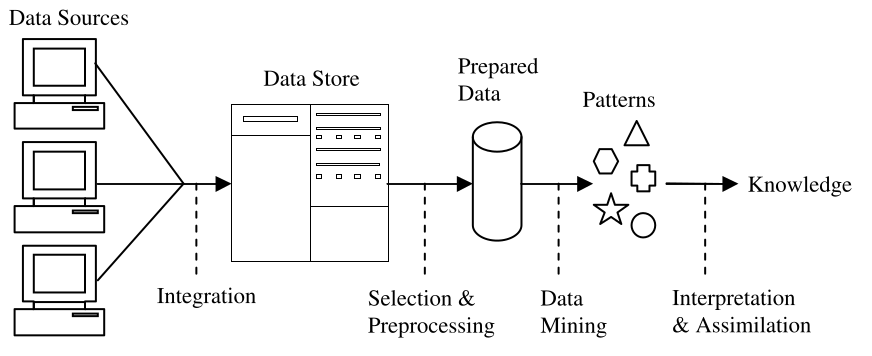 Data Sources
Data Store
Prepared
Data
Patterns
Knowledge
Integration
Selection &
Preprocessing
Data
Mining
Interpretation
& Assimilation